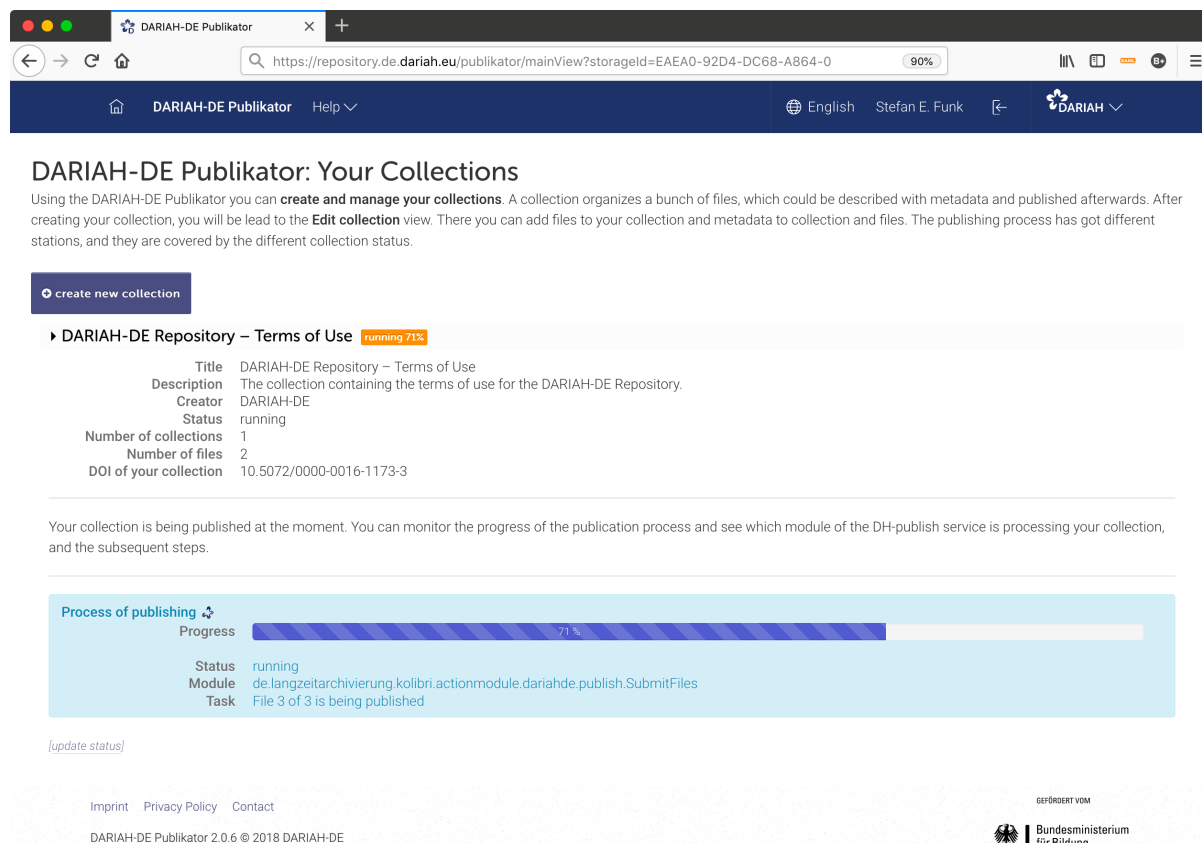 DARIAH-DE Publikator
https://repository.de.dariah.eu/publikator/mainView?storageId=EAEA0-92D4-DC68-A864-0 90%
DARIAH-DE Publikator Help English Stefan E. Funk DARIAH
DARIAH-DE Publikator: Your Collections
Using the DARIAH-DE Publikator you can create and manage your collections. A collection organizes a bunch of files, which could be described with metadata and published afterwards. After
creating your collection, you will be lead to the Edit collection view. There you can add files to your collection and metadata to collection and files. The publishing process has got different
stations, and they are covered by the different collection status.
create new collection
DARIAH-DE Repository – Terms of Use running 71%
Title DARIAH-DE Repository – Terms of Use
Description The collection containing the terms of use for the DARIAH-DE Repository.
Creator DARIAH-DE
Status running
Number of collections 1
Number of files 2
DOI of your collection 10.5072/0000-0016-1173-3
Your collection is being published at the moment. You can monitor the progress of the publication process and see which module of the DH-publish service is processing your collection,
and the subsequent steps.
Process of publishing
Progress 71 %
Status running
Module de.langzeitarchivierung.kolibri.actionmodule.dariahde.publish.SubmitFiles
Task File 3 of 3 is being published
[update status]
Imprint Privacy Policy Contact
GEFÖRDERT VOM
DARIAH-DE Publikator 2.0.6 © 2018 DARIAH-DE
Bundesministerium
für Bildung